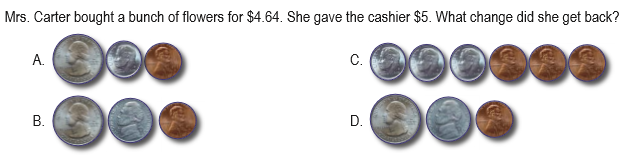 Mrs. Carter bought a bunch of flowers for $4.64. She gave the cashier $5. What change did she get back?
A.
C.
B.
D.